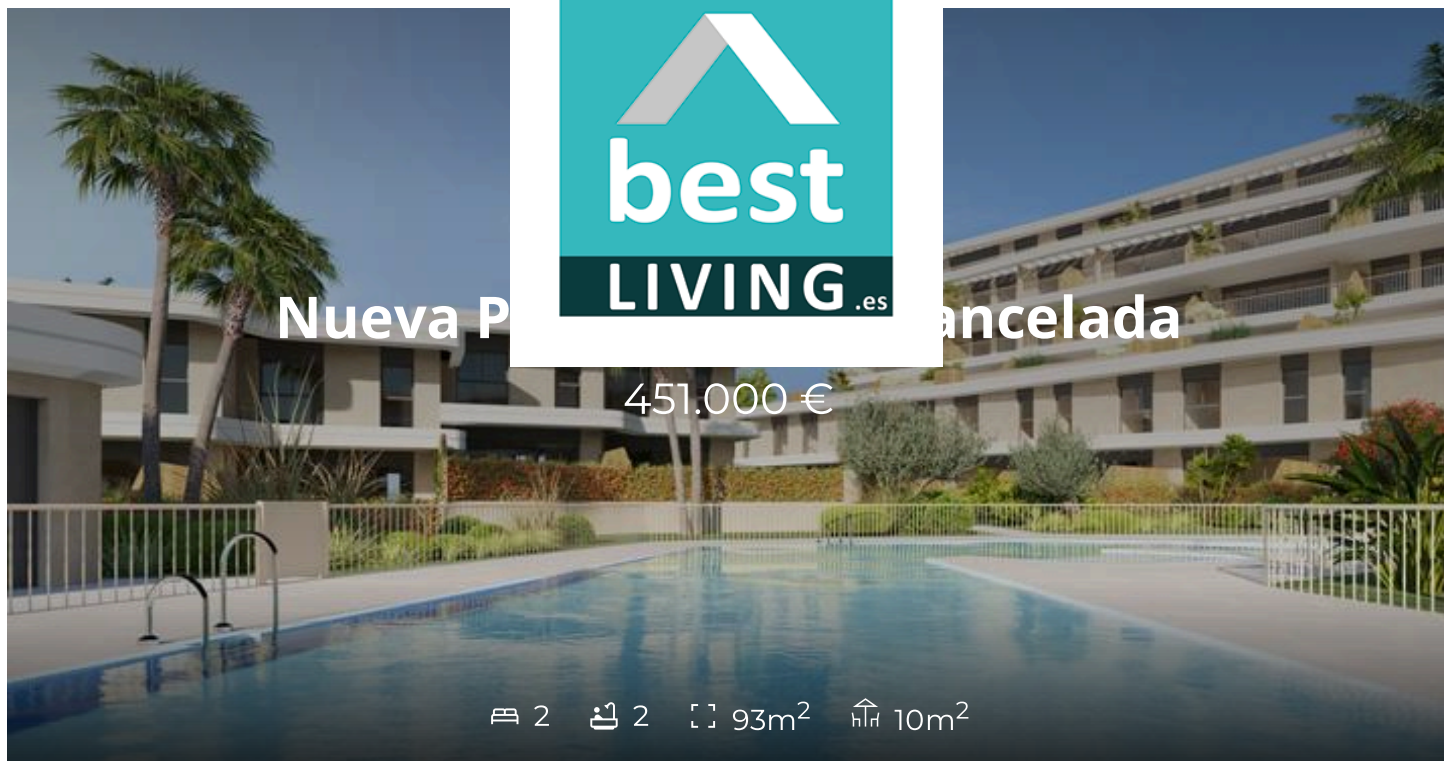 best
LIVING.es
Nueva P ancelada
451.000 €
2 2 93m² 10m²